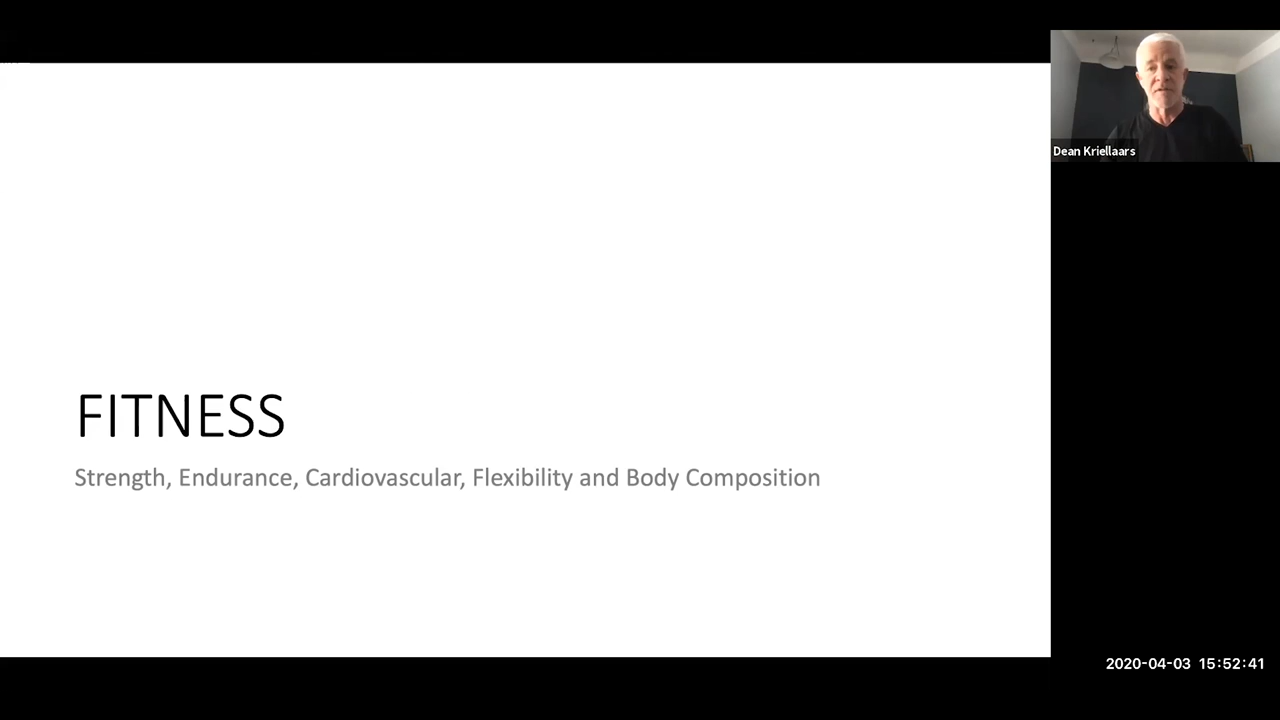 Dean Kriellaars
FITNESS
Strength, Endurance, Cardiovascular, Flexibility and Body Composition
2020-04-03 15:52:41